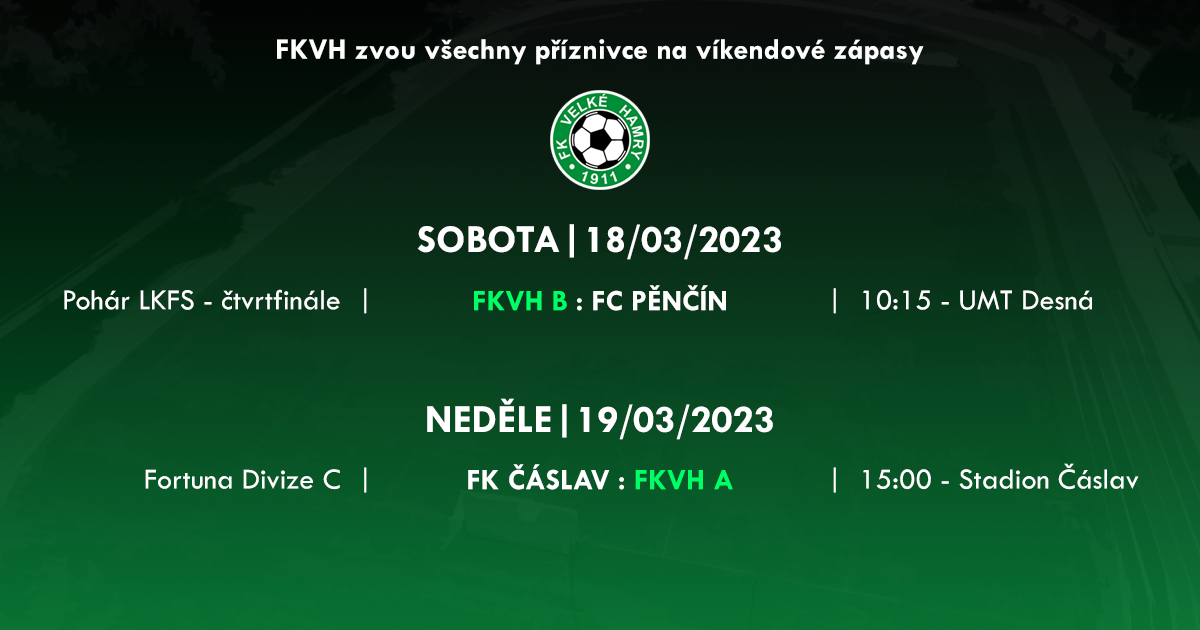 FKVH zvou všechny příznivce na víkendové zápasy
FK VELKÉ HAMRY
• 1911 •
SOBOTA | 18/03/2023
Pohár LKFS - čtvrtfinále | FKVH B : FC PĚNČÍN | 10:15 - UMT Desná
NEDĚLE | 19/03/2023
Fortuna Divize C | FK ČÁSLAV : FKVH A | 15:00 - Stadion Čáslav